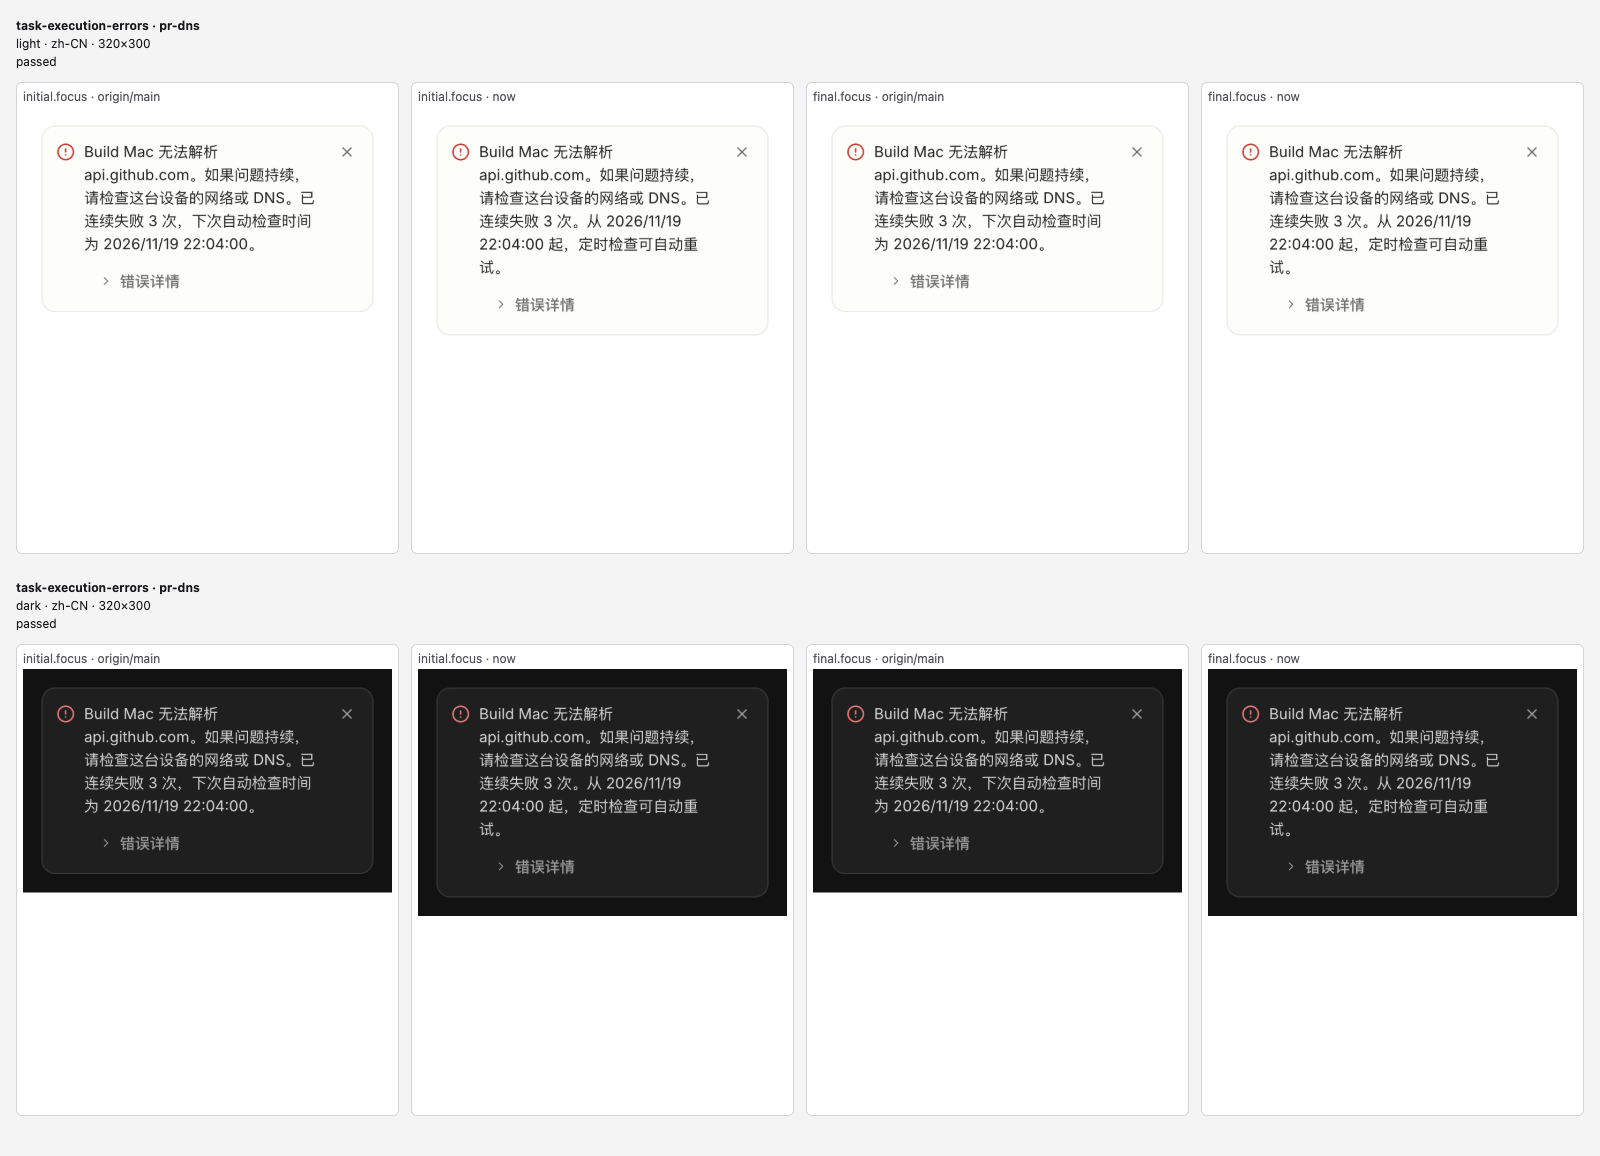 task-execution-errors · pr-dns
light · zh-CN · 320×300
passed
initial.focus · origin/main
Build Mac 无法解析
api.github.com。如果问题持续，
请检查这台设备的网络或 DNS。已
连续失败 3 次，下次自动检查时间
为 2026/11/19 22:04:00。
错误详情
initial.focus · now
Build Mac 无法解析
api.github.com。如果问题持续，
请检查这台设备的网络或 DNS。已
连续失败 3 次。从 2026/11/19
22:04:00 起，定时检查可自动重
试。
错误详情
final.focus · origin/main
Build Mac 无法解析
api.github.com。如果问题持续，
请检查这台设备的网络或 DNS。已
连续失败 3 次，下次自动检查时间
为 2026/11/19 22:04:00。
错误详情
final.focus · now
Build Mac 无法解析
api.github.com。如果问题持续，
请检查这台设备的网络或 DNS。已
连续失败 3 次。从 2026/11/19
22:04:00 起，定时检查可自动重
试。
错误详情
task-execution-errors · pr-dns
dark · zh-CN · 320×300
passed
initial.focus · origin/main
Build Mac 无法解析
api.github.com。如果问题持续，
请检查这台设备的网络或 DNS。已
连续失败 3 次，下次自动检查时间
为 2026/11/19 22:04:00。
错误详情
initial.focus · now
Build Mac 无法解析
api.github.com。如果问题持续，
请检查这台设备的网络或 DNS。已
连续失败 3 次。从 2026/11/19
22:04:00 起，定时检查可自动重
试。
错误详情
final.focus · origin/main
Build Mac 无法解析
api.github.com。如果问题持续，
请检查这台设备的网络或 DNS。已
连续失败 3 次，下次自动检查时间
为 2026/11/19 22:04:00。
错误详情
final.focus · now
Build Mac 无法解析
api.github.com。如果问题持续，
请检查这台设备的网络或 DNS。已
连续失败 3 次。从 2026/11/19
22:04:00 起，定时检查可自动重
试。
错误详情